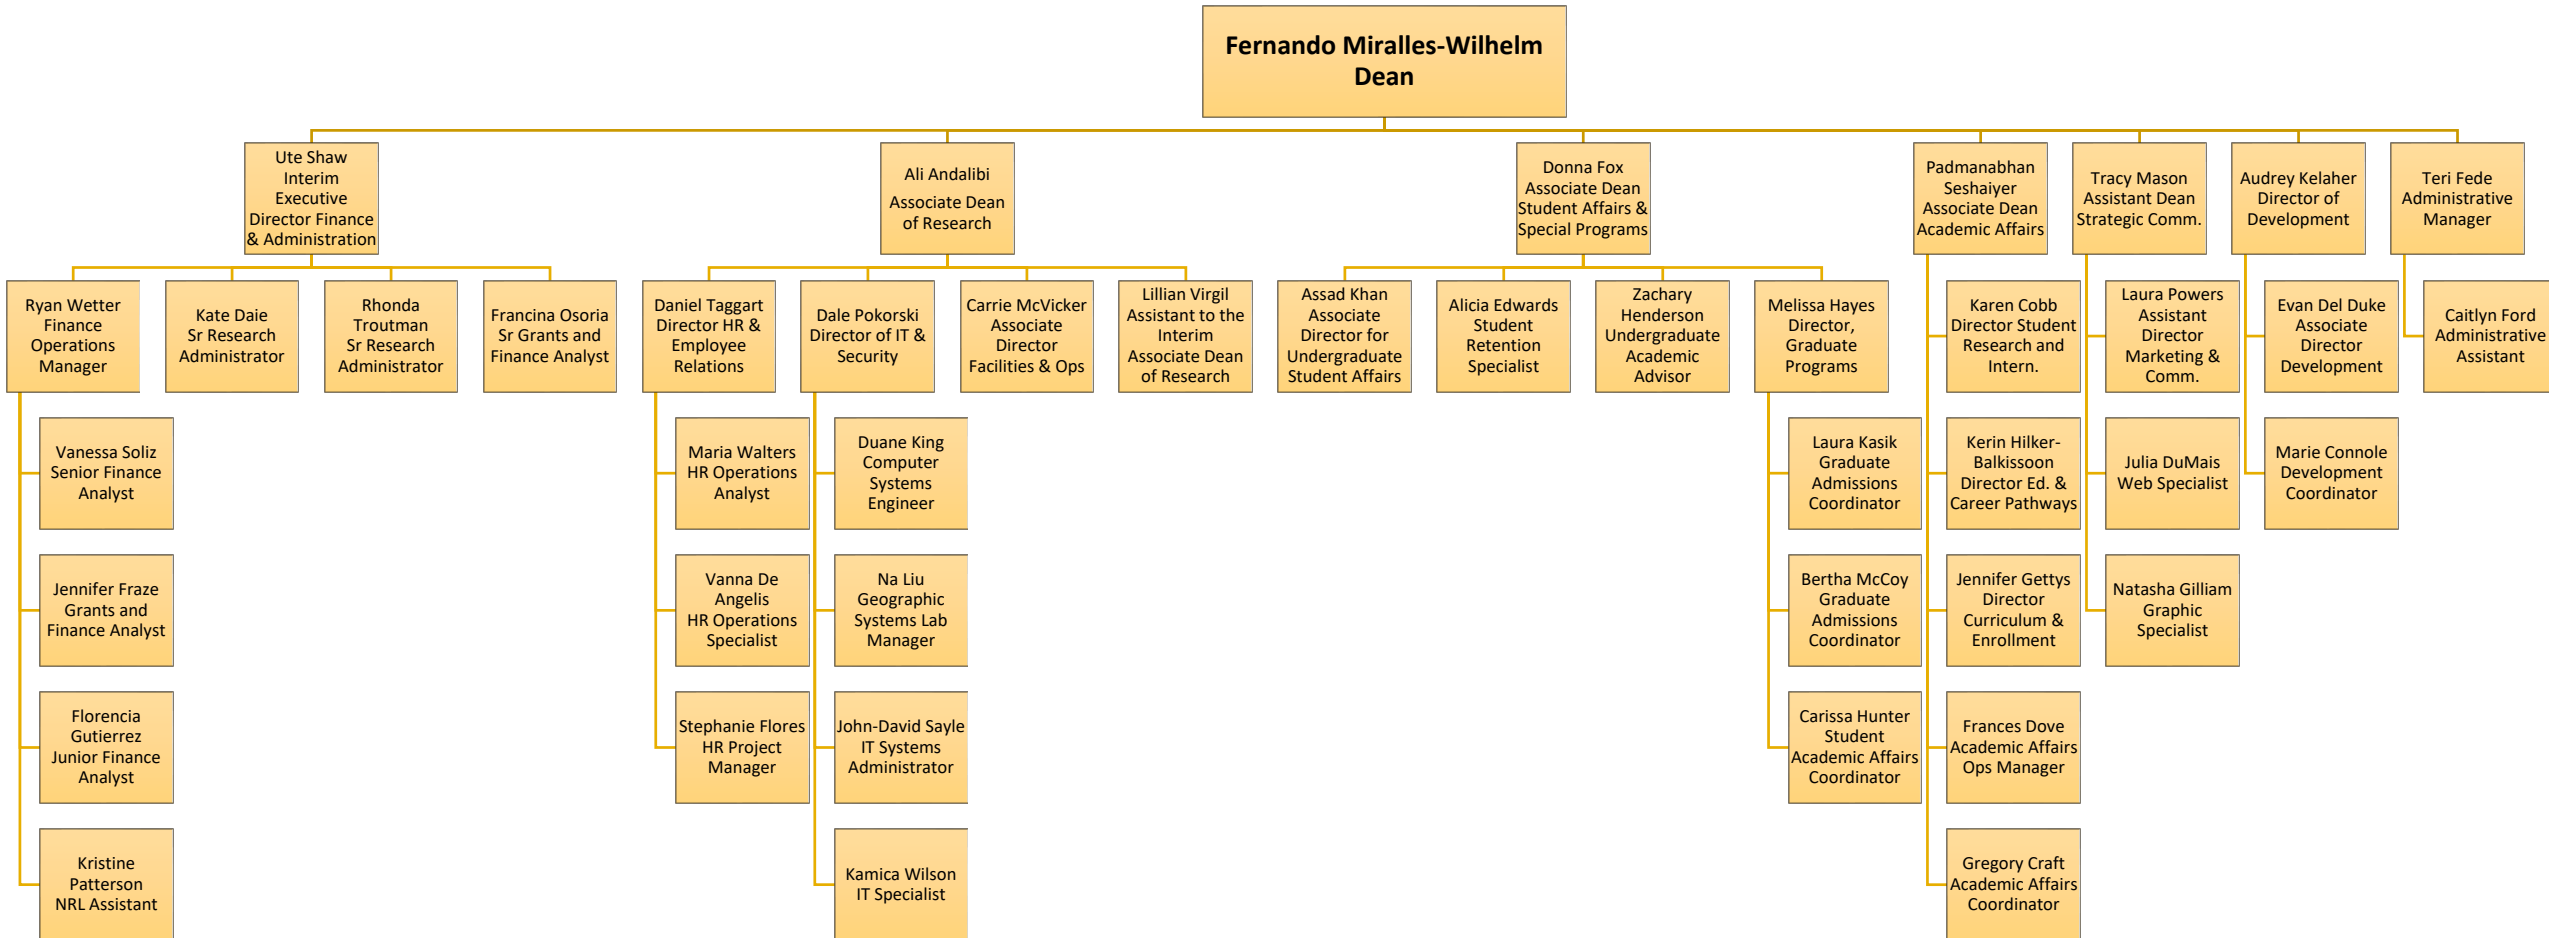 Fernando Miralles-Wilhelm
Dean
Ute Shaw
Interim
Executive
Director Finance
& Administration
Ali Andalibi
Associate Dean
of Research
Donna Fox
Associate Dean
Student Affairs &
Special Programs
Padmanabhan
Seshaiyer
Associate Dean
Academic Affairs
Tracy Mason
Assistant Dean
Strategic Comm.
Audrey Kelaher
Director of
Development
Teri Fede
Administrative
Manager
Ryan Wetter
Finance
Operations
Manager
Kate Daie
Sr Research
Administrator
Rhonda
Troutman
Sr Research
Administrator
Francina Osoria
Sr Grants and
Finance Analyst
Daniel Taggart
Director HR &
Employee
Relations
Dale Pokorski
Director of IT &
Security
Carrie McVicker
Associate
Director
Facilities & Ops
Lillian Virgil
Assistant to the
Interim
Associate Dean
of Research
Assad Khan
Associate
Director for
Undergraduate
Student Affairs
Alicia Edwards
Student
Retention
Specialist
Zachary
Henderson
Undergraduate
Academic
Advisor
Melissa Hayes
Director,
Graduate
Programs
Karen Cobb
Director Student
Research and
Intern.
Laura Powers
Assistant
Director
Marketing &
Comm.
Evan Del Duke
Associate
Director
Development
Caitlyn Ford
Administrative
Assistant
Vanessa Soliz
Senior Finance
Analyst
Maria Walters
HR Operations
Analyst
Duane King
Computer
Systems
Engineer
Laura Kasik
Graduate
Admissions
Coordinator
Kerin Hilker-
Balkissoon
Director Ed. &
Career Pathways
Julia DuMais
Web Specialist
Marie Connole
Development
Coordinator
Jennifer Fraze
Grants and
Finance Analyst
Vanna De
Angelis
HR Operations
Specialist
Na Liu
Geographic
Systems Lab
Manager
Bertha McCoy
Graduate
Admissions
Coordinator
Jennifer Gettys
Director
Curriculum &
Enrollment
Natasha Gilliam
Graphic
Specialist
Florencia
Gutierrez
Junior Finance
Analyst
Stephanie Flores
HR Project
Manager
John-David Sayle
IT Systems
Administrator
Carissa Hunter
Student
Academic Affairs
Coordinator
Frances Dove
Academic Affairs
Ops Manager
Kristine
Patterson
NRL Assistant
Kamica Wilson
IT Specialist
Gregory Craft
Academic Affairs
Coordinator